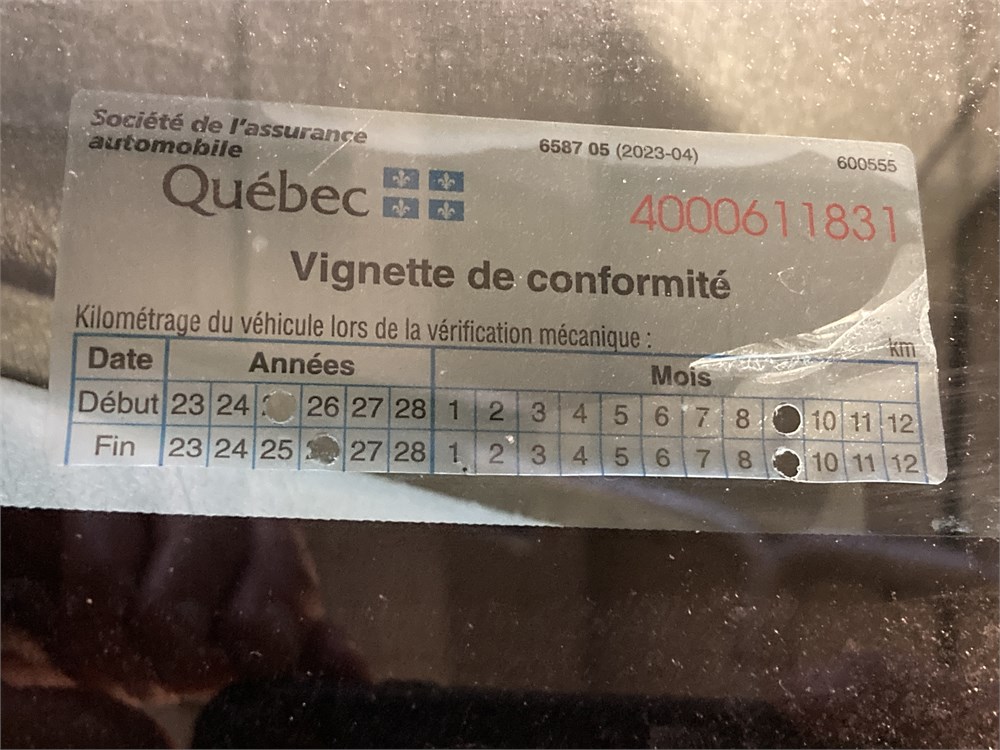 Société de l'assurance
automobile
Québec
6587 05 (2023-04)
600555
4000611831
Vignette de conformité
Kilométrage du véhicule lors de la vérification mécanique :
km
Date Années Mois
Début 23 24 26 27 28 1 2 3 4 5 6 7 8 10 11 12
Fin 23 24 25 27 28 1 2 3 4 5 6 7 8 10 11 12